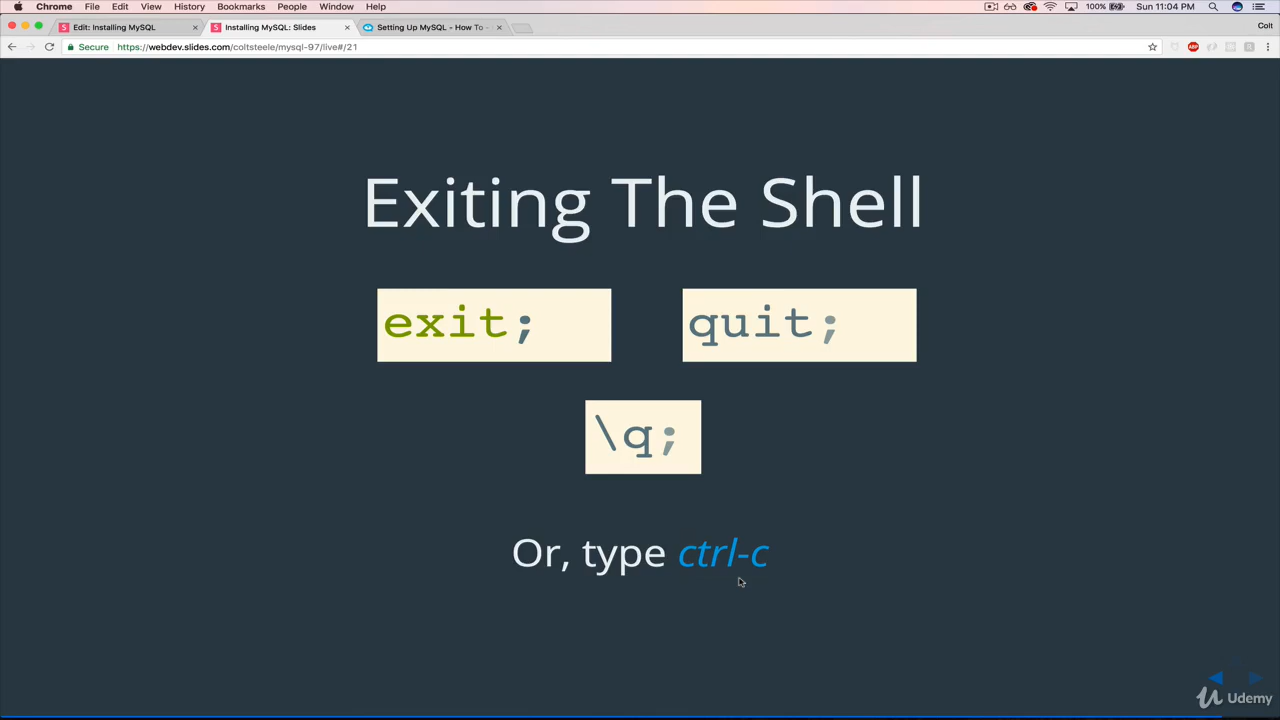 Chrome File Edit View History Bookmarks People Window Help 100% Sun 11:04 PM
Edit: Installing MySQL Installing MySQL: Slides Setting Up MySQL - How To - Colt
Secure https://webdev.slides.com/coltsteele/mysql-97/live#/21 ABP
Exiting The Shell
exit; quit;
\q;
Or, type ctrl-c
Udemy